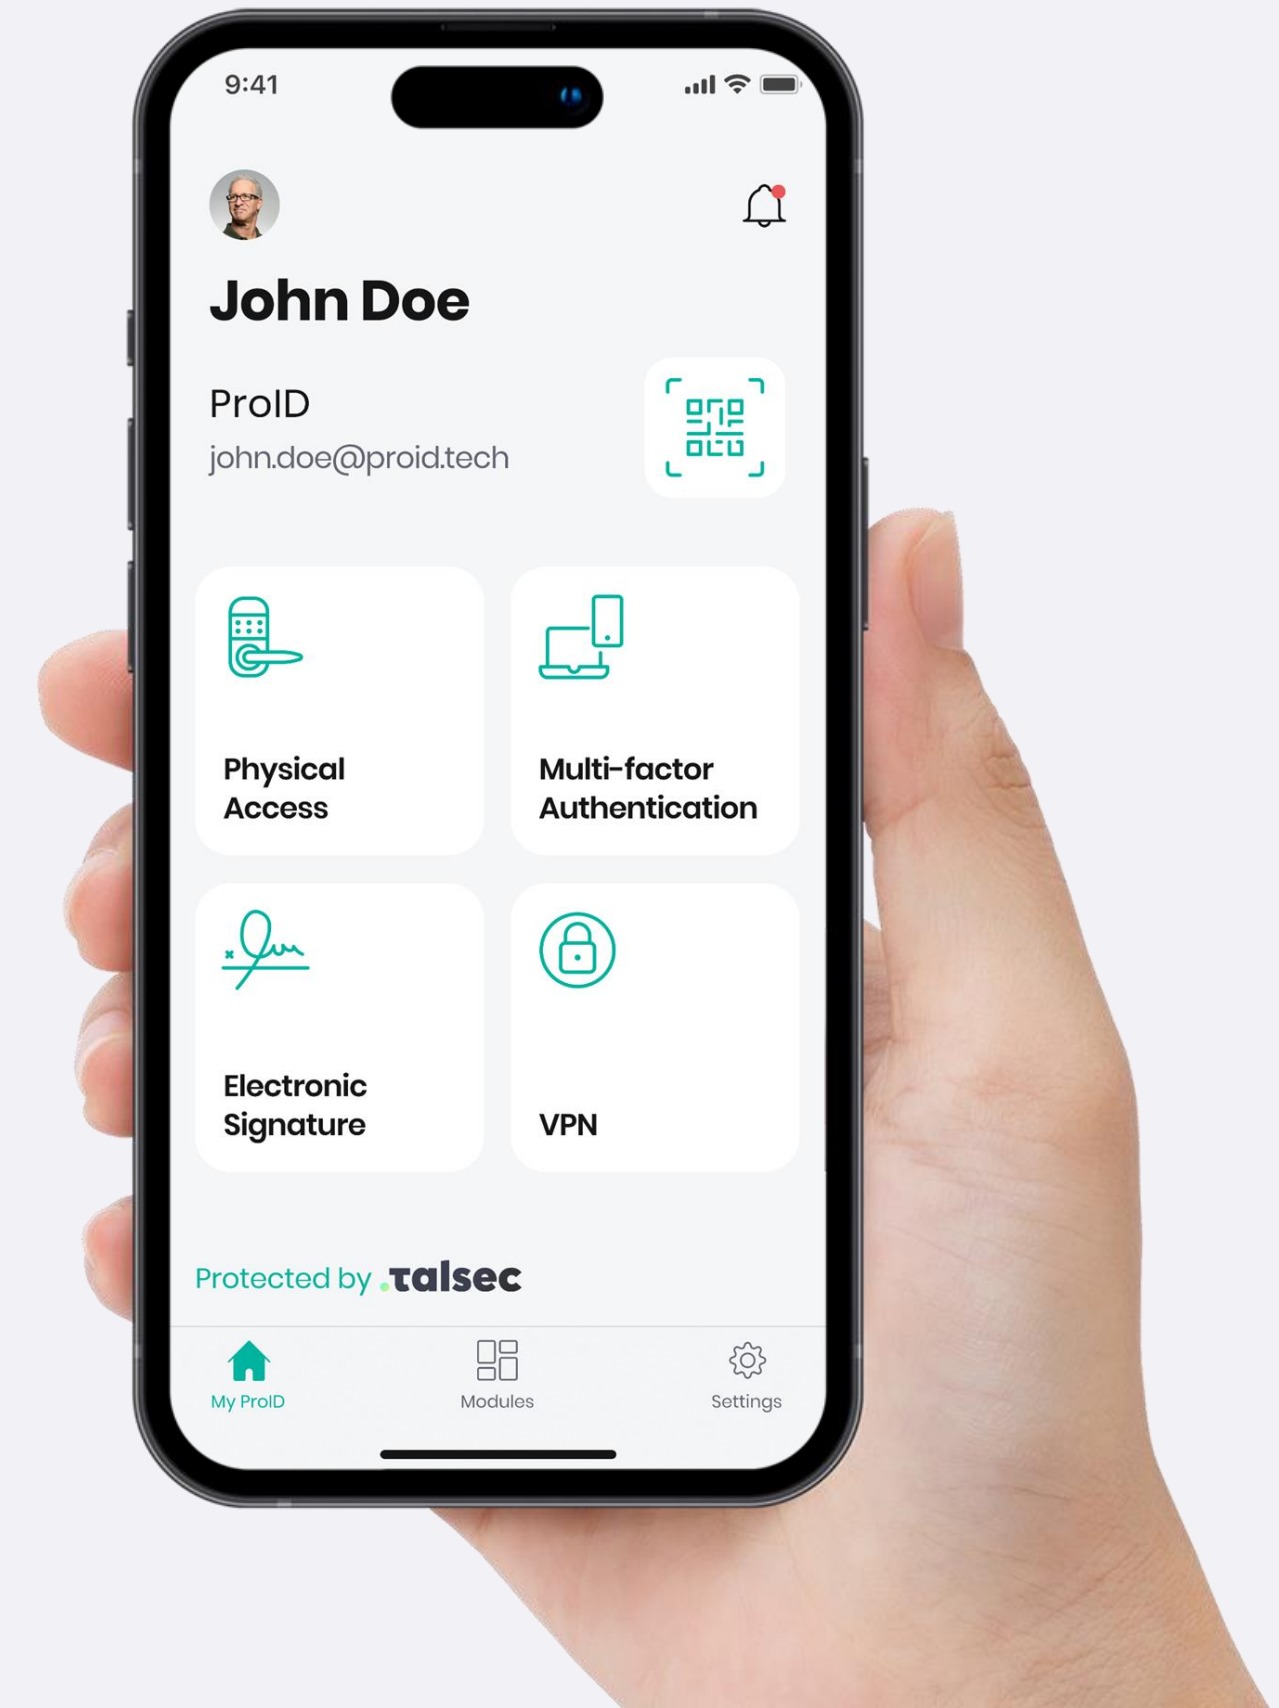 9:41
John Doe
ProID
john.doe@proid.tech
Physical
Access
Multi-factor
Authentication
Electronic
Signature
VPN
Protected by .talsec
My ProID
Modules
Settings